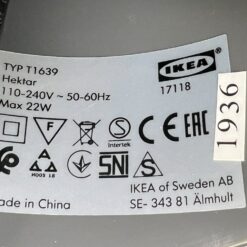 TYP T1639
Hektar
110-240V ~ 50-60Hz
Max 22W
IKEA
17118
1936
Intertek
S
CE EAC
SNI
S
IKEA of Sweden AB
SE- 343 81 Älmhult
ade in China